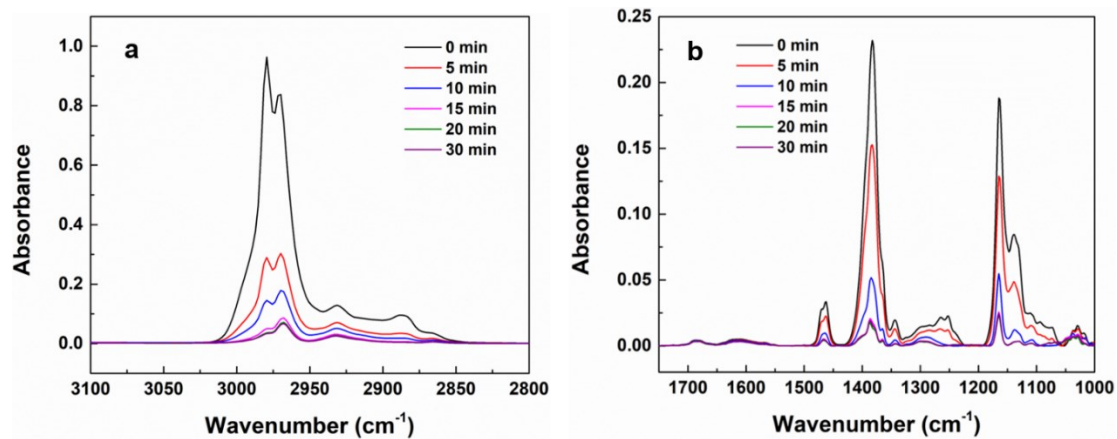 a
0 min
5 min
10 min
15 min
20 min
30 min
1.0
0.8
0.6
0.4
0.2
0.0
Absorbance
3100 3050 3000 2950 2900 2850 2800
Wavenumber (cm⁻¹)
b
0 min
5 min
10 min
15 min
20 min
30 min
0.25
0.20
0.15
0.10
0.05
0.00
Absorbance
1700 1600 1500 1400 1300 1200 1100 1000
Wavenumber (cm⁻¹)